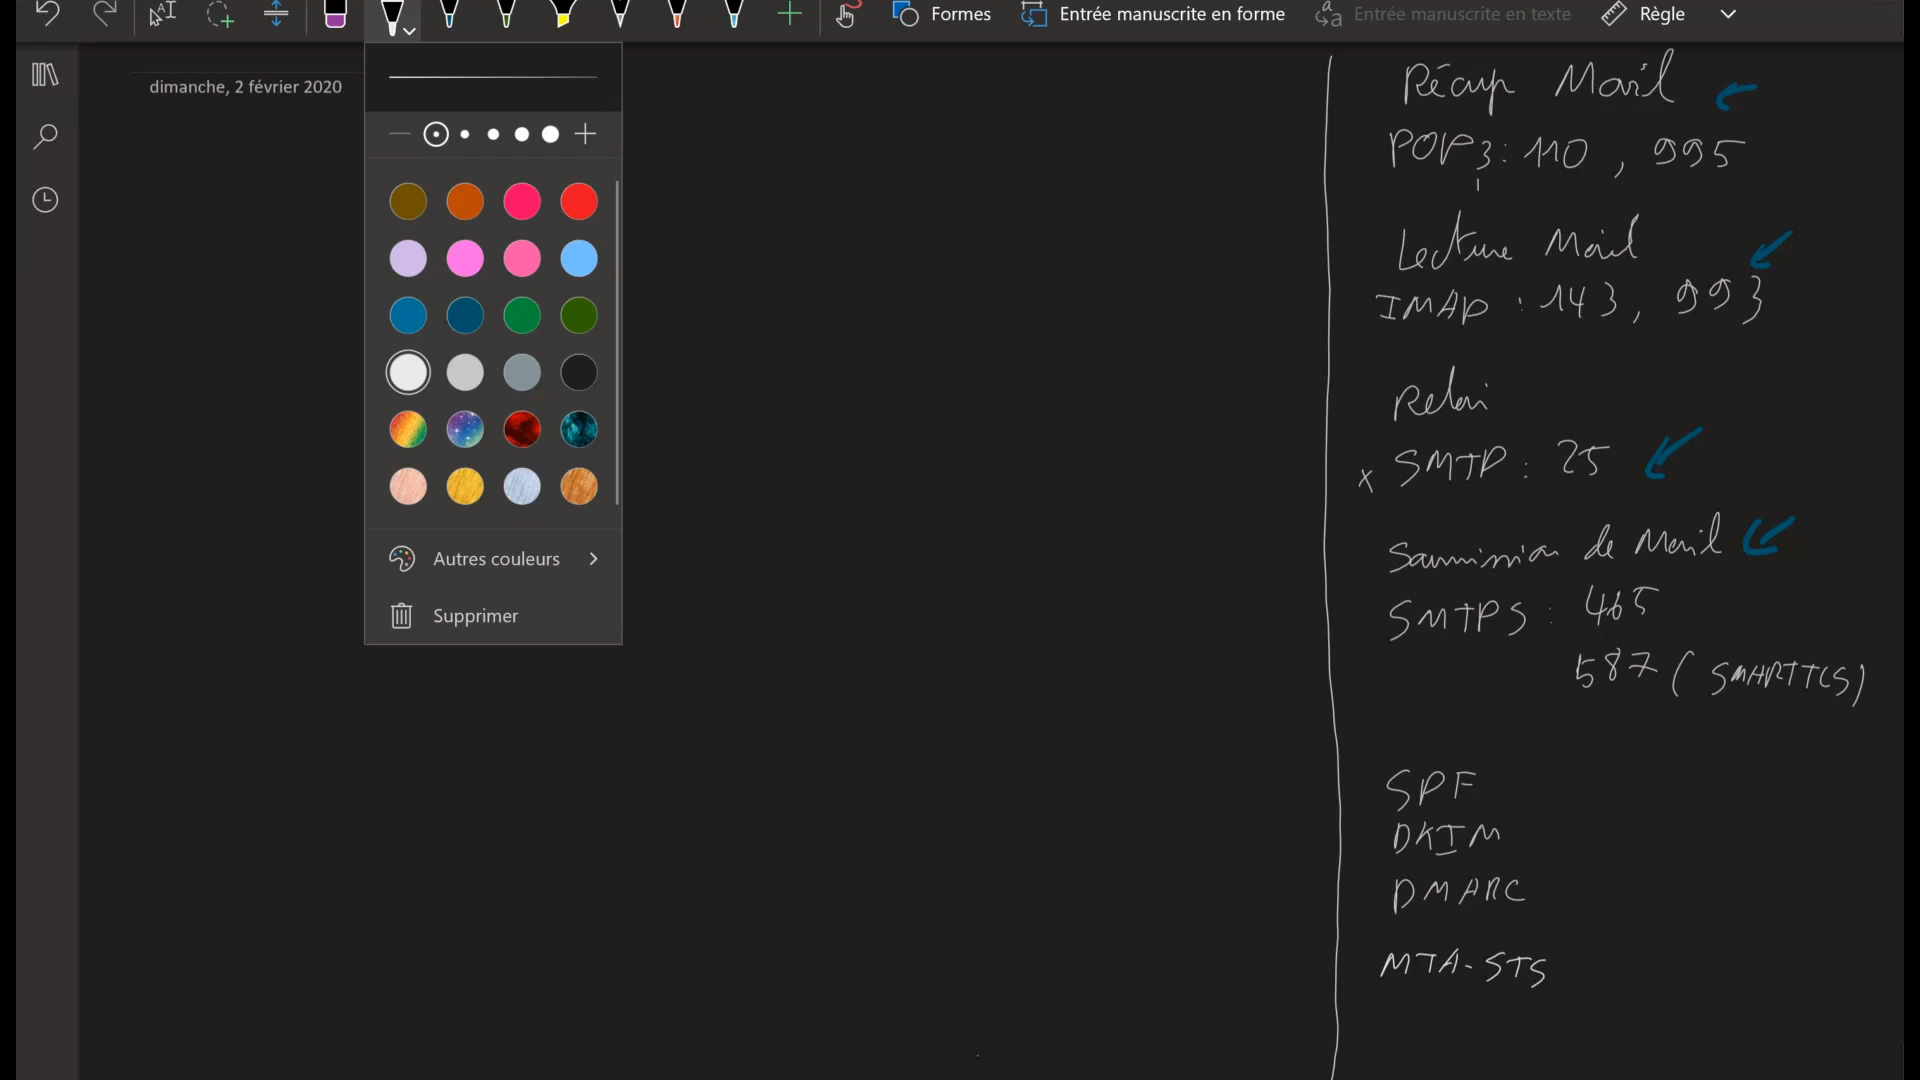 Formes
Entrée manuscrite en forme
Entrée manuscrite en texte
Règle
dimanche, 2 février 2020
Autres couleurs
Supprimer
Récup Mail
POP3 : 110 , 995
Lecture Mail
IMAP : 143, 993
Relai
x SMTP : 25
Soumission de Mail
SMTPS : 465
587 (SMARTTLS)
SPF
DKIM
DMARC
MTA-STS